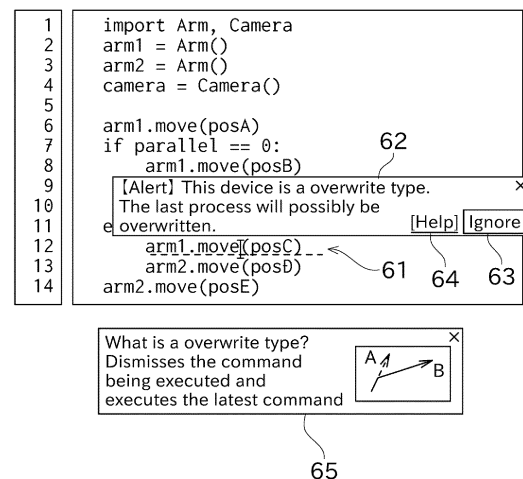 1 import Arm, Camera
2 arm1 = Arm()
3 arm2 = Arm()
4 camera = Camera()
5
6 arm1.move(posA)
7 if parallel == 0:
8 arm1.move(posB)
62
9 【Alert】 This device is a overwrite type. ×
10 The last process will possibly be
11 e overwritten. [Help] Ignore
12 arm1.move(posC)
61
64
63
13 arm2.move(posD)
14 arm2.move(posE)
What is a overwrite type? ×
Dismisses the command
being executed and
executes the latest command
A
B
65